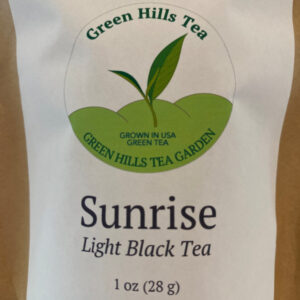 Green Hills Tea
GROWN IN USA
GREEN TEA
GREEN HILLS TEA GARDEN
Sunrise
Light Black Tea
1 oz (28 g)